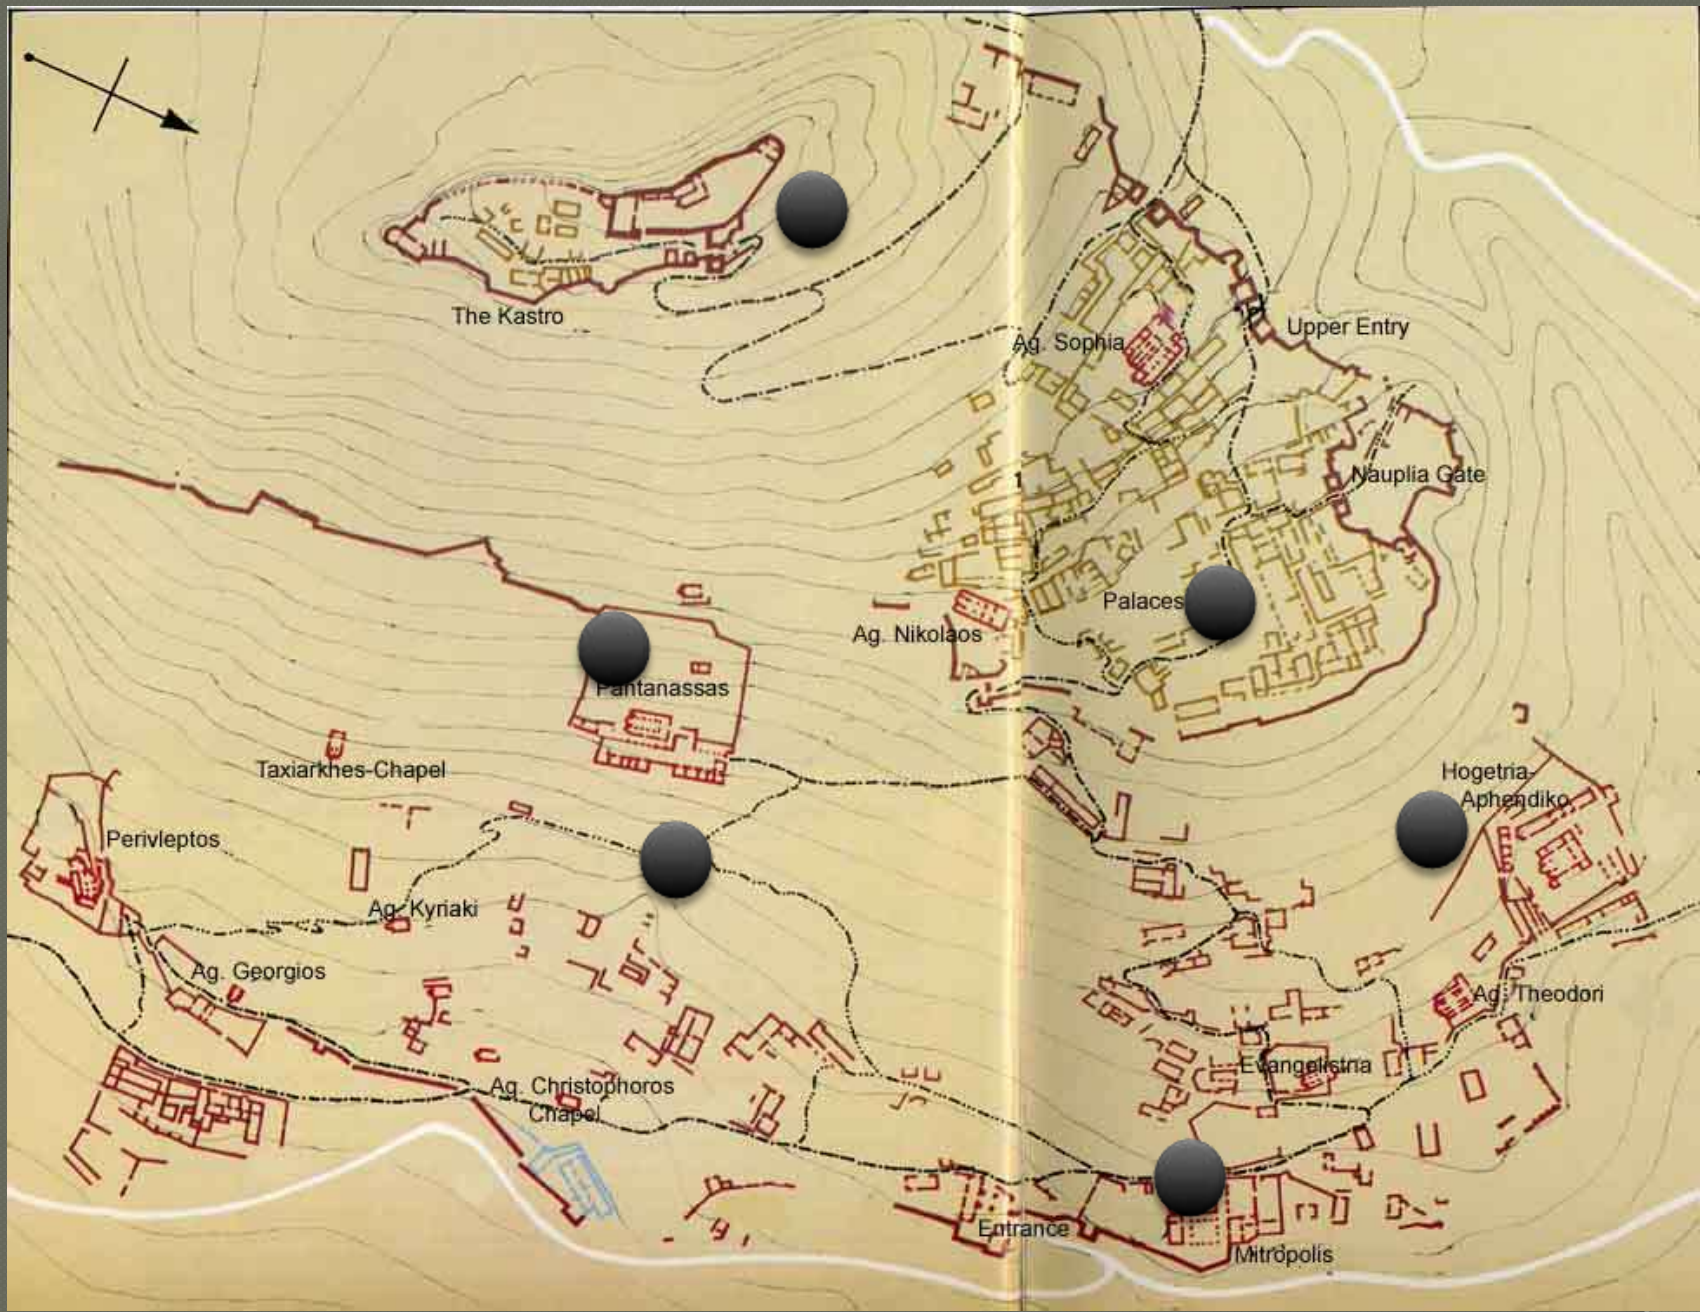 The Kastro
Ag. Sophia
Upper Entry
Nauplia Gate
1
Palaces
Ag. Nikolaos
Pantanassas
Taxiarkhes-Chapel
Hogetria-
Aphendiko
Perivleptos
Ag. Kyriaki
Ag. Georgios
Ag. Theodori
Evangelistria
Ag. Christophoros
Chapel
Entrance
Mitropolis